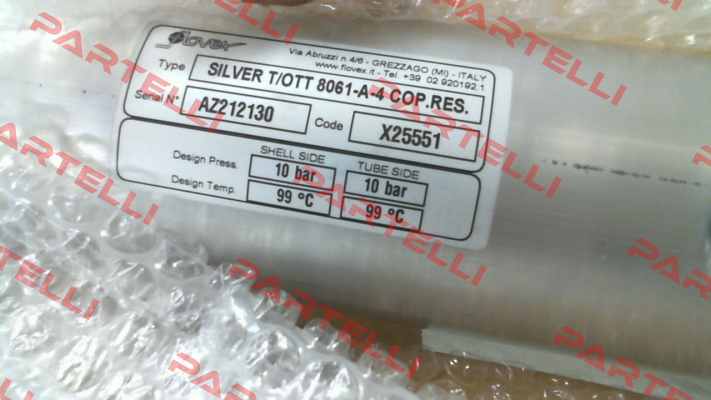 Flovex
Via Abruzzi n.4/6 - GREZZAGO (MI) - ITALY
www.flovex.it - Tel. +39 02 920192.1
Type SILVER T/OTT 8061-A-4 COP.RES.
Serial N° AZ212130 Code X25551
SHELL SIDE TUBE SIDE
Design Press. 10 bar 10 bar
Design Temp. 99 °C 99 °C
PARTELLI
PARTELLI
PARTELLI
PARTELLI
PARTELLI
PARTELLI
PARTELLI